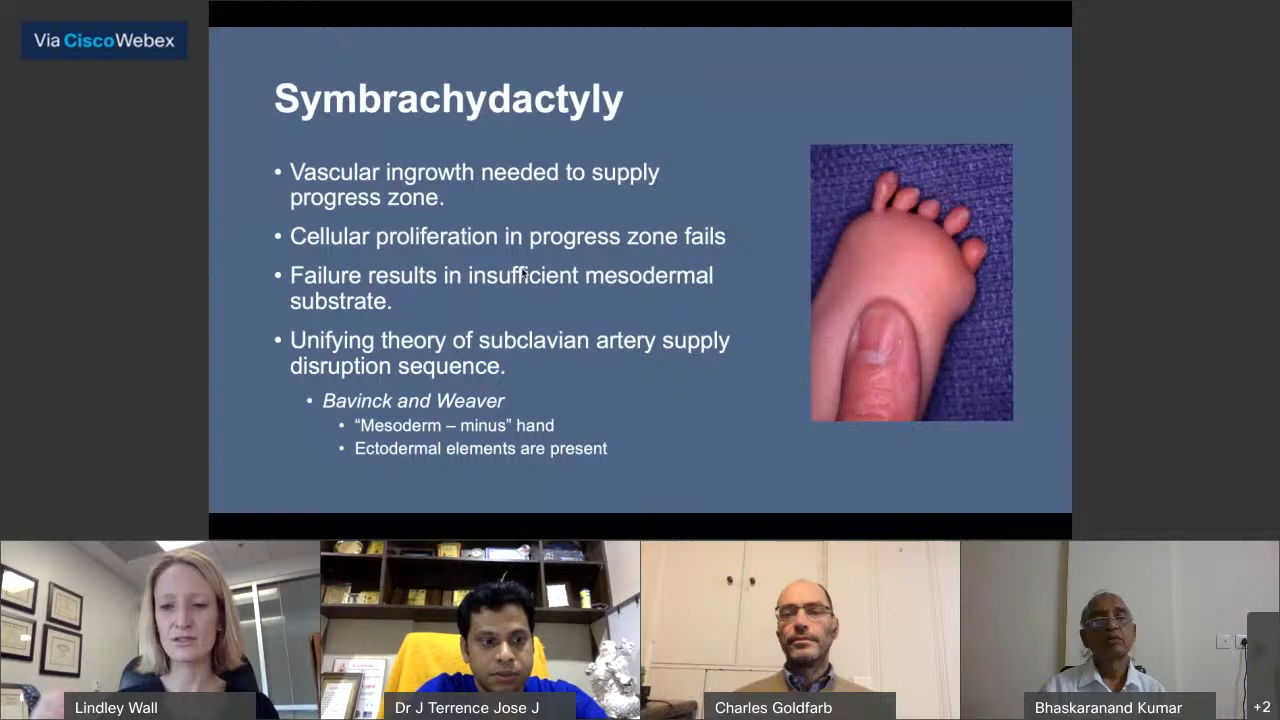 Via CiscoWebex
Symbrachydactyly
• Vascular ingrowth needed to supply
progress zone.
• Cellular proliferation in progress zone fails
• Failure results in insufficient mesodermal
substrate.
• Unifying theory of subclavian artery supply
disruption sequence.
• Bavinck and Weaver
• “Mesoderm – minus” hand
• Ectodermal elements are present
Lindley Wall
Dr J Terrence Jose J
Charles Goldfarb
Bhaskaranand Kumar
+2